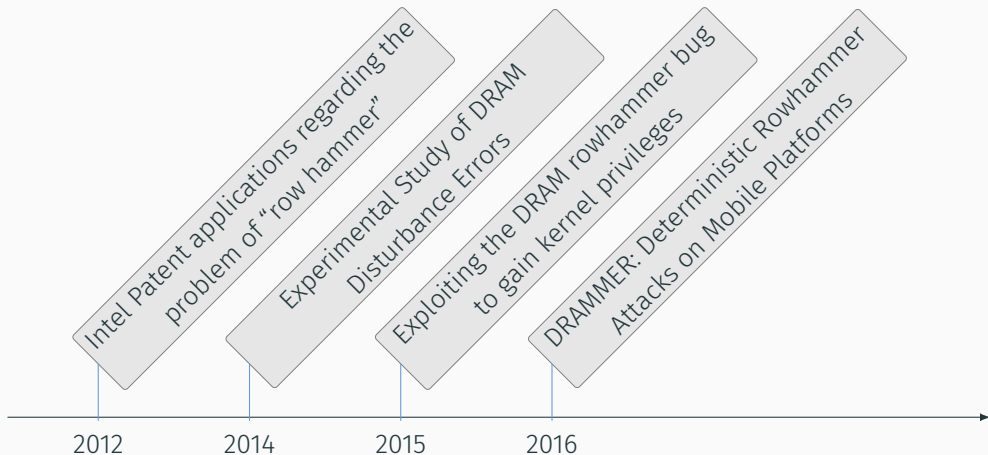 Intel Patent applications regarding the
problem of “row hammer”
Experimental Study of DRAM
Disturbance Errors
Exploiting the DRAM rowhammer bug
to gain kernel privileges
DRAMMER: Deterministic Rowhammer
Attacks on Mobile Platforms
2012
2014
2015
2016